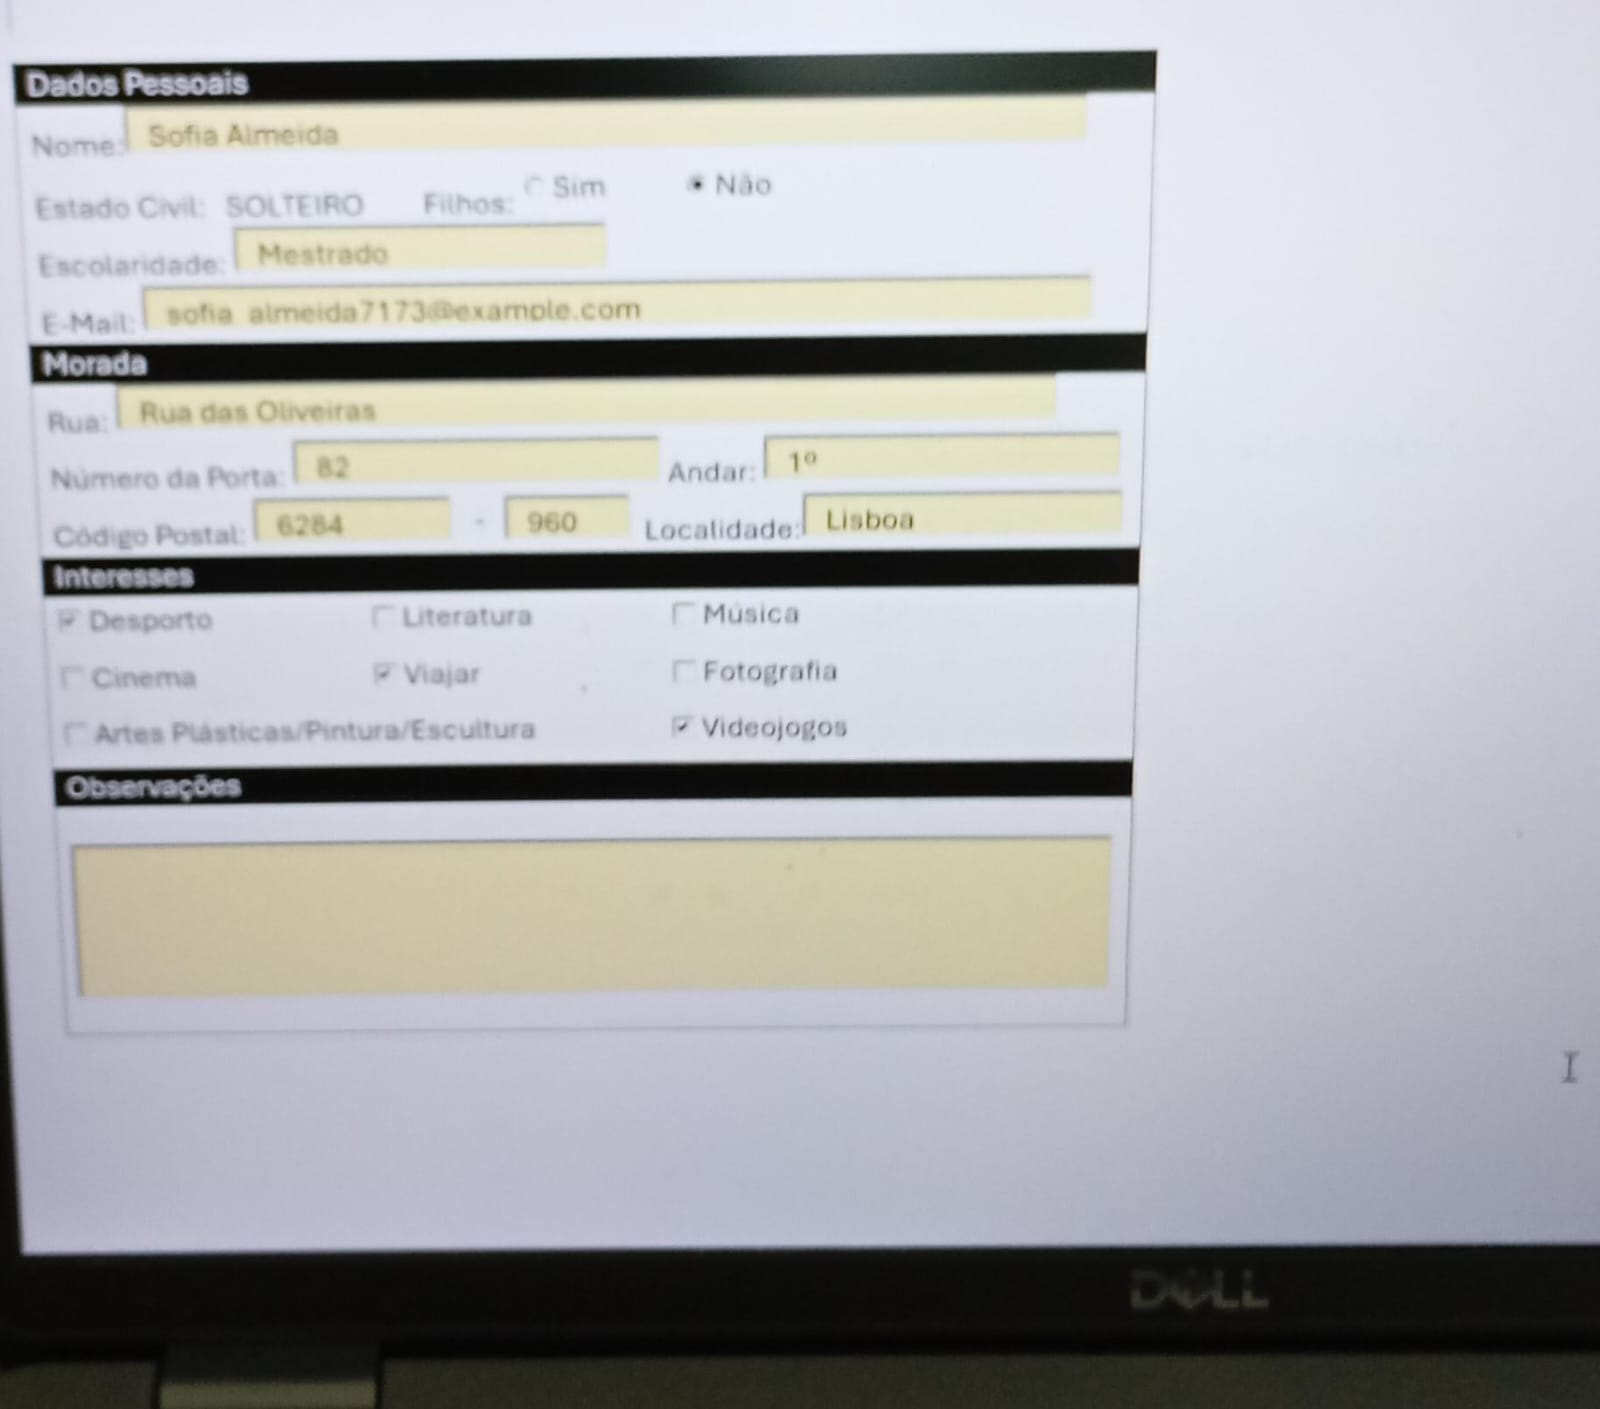 Dados Pessoais
Nome: Sofia Almeida
Estado Civil: SOLTEIRO Filhos: Sim Não
Escolaridade: Mestrado
E-Mail: sofia_almeida7173@example.com
Morada
Rua: Rua das Oliveiras
Número da Porta: 82 Andar: 1º
Código Postal: 6284 - 960 Localidade: Lisboa
Interesses
Desporto Literatura Música
Cinema Viajar Fotografia
Artes Plásticas/Pintura/Escultura Videojogos
Observações
DELL